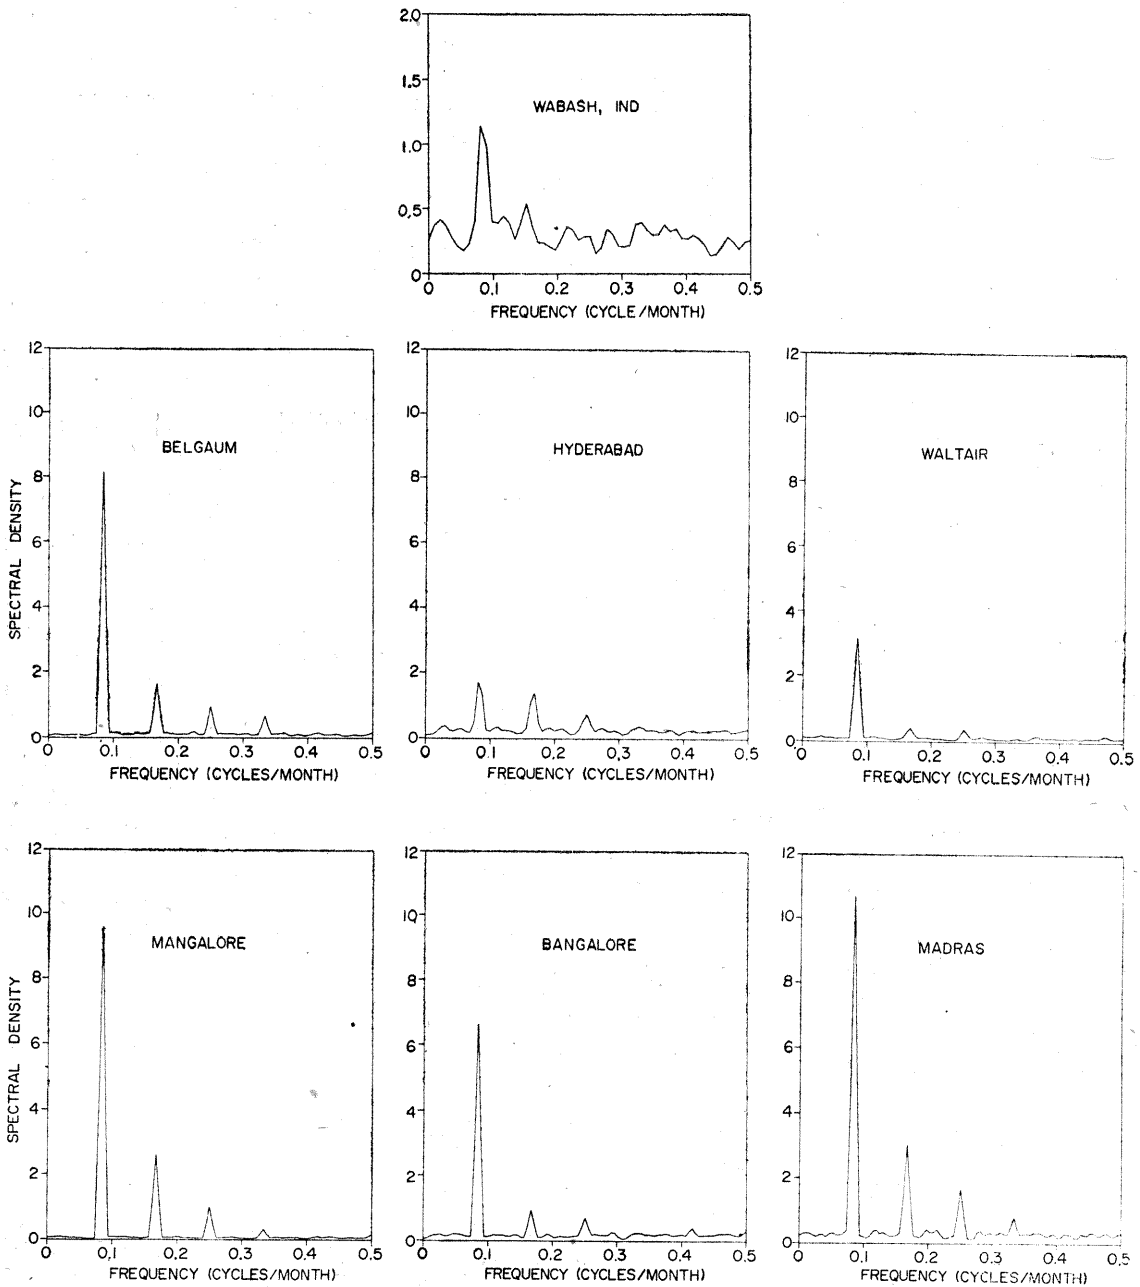 2.0
1.5
WABASH, IND
1.0
0.5
0
0 0.1 0.2 0.3 0.4 0.5
FREQUENCY (CYCLE/MONTH)
12
10
BELGAUM
8
6
4
2
0
SPECTRAL DENSITY
0 0.1 0.2 0.3 0.4 0.5
FREQUENCY (CYCLES/MONTH)
12
10
HYDERABAD
8
6
4
2
0
0 0.1 0.2 0.3 0.4 0.5
FREQUENCY (CYCLES/MONTH)
12
10
WALTAIR
8
6
4
2
0
0 0.1 0.2 0.3 0.4 0.5
FREQUENCY (CYCLES/MONTH)
12
10
MANGALORE
8
6
4
2
0
SPECTRAL DENSITY
0 0.1 0.2 0.3 0.4 0.5
FREQUENCY (CYCLES/MONTH)
12
10
BANGALORE
8
6
4
2
0
0 0.1 0.2 0.3 0.4 0.5
FREQUENCY (CYCLES/MONTH)
12
10
MADRAS
8
6
4
2
0
0 0.1 0.2 0.3 0.4 0.5
FREQUENCY (CYCLES/MONTH)